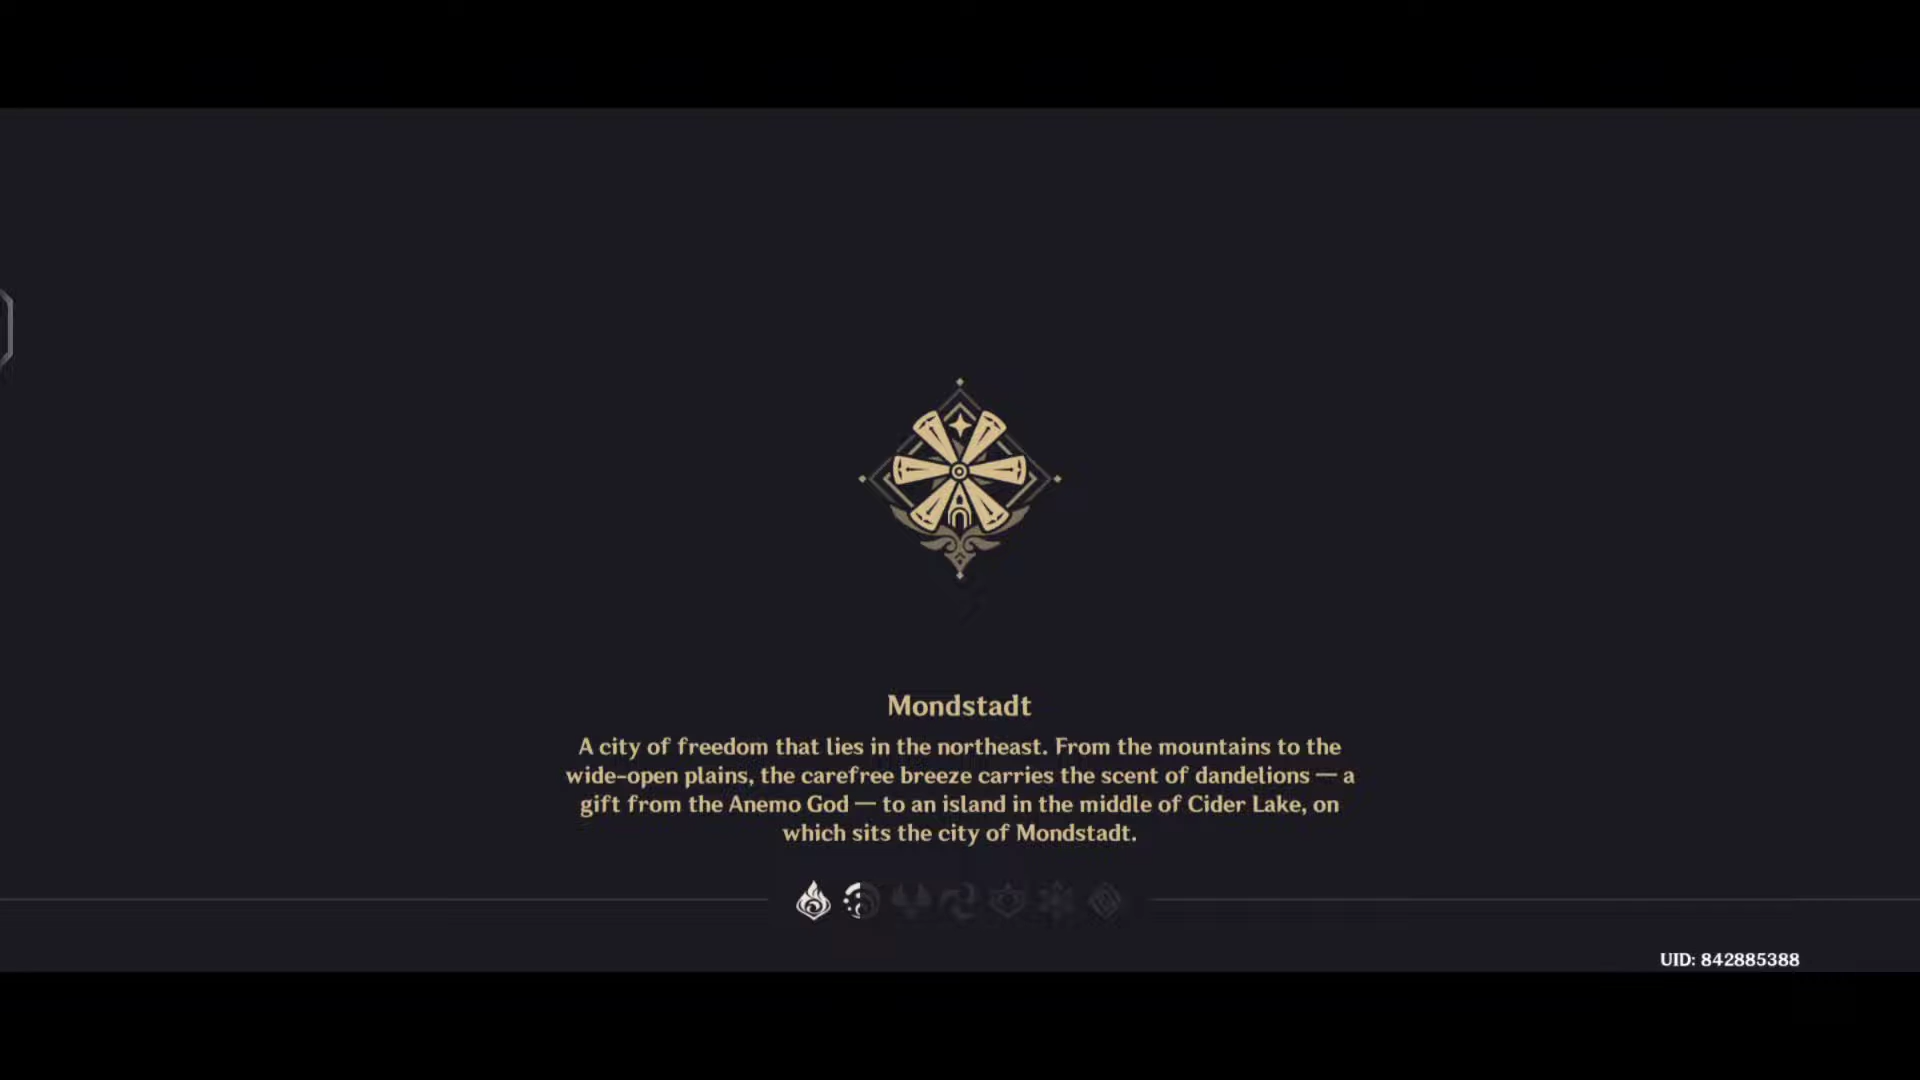 Mondstadt
A city of freedom that lies in the northeast. From the mountains to the
wide-open plains, the carefree breeze carries the scent of dandelions — a
gift from the Anemo God — to an island in the middle of Cider Lake, on
which sits the city of Mondstadt.
UID: 842885388